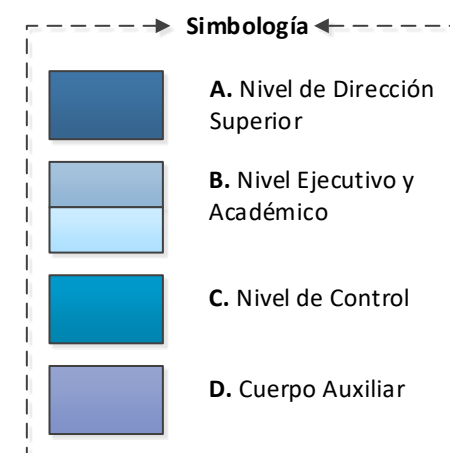 Simbología
A. Nivel de Dirección
Superior
B. Nivel Ejecutivo y
Académico
C. Nivel de Control
D. Cuerpo Auxiliar